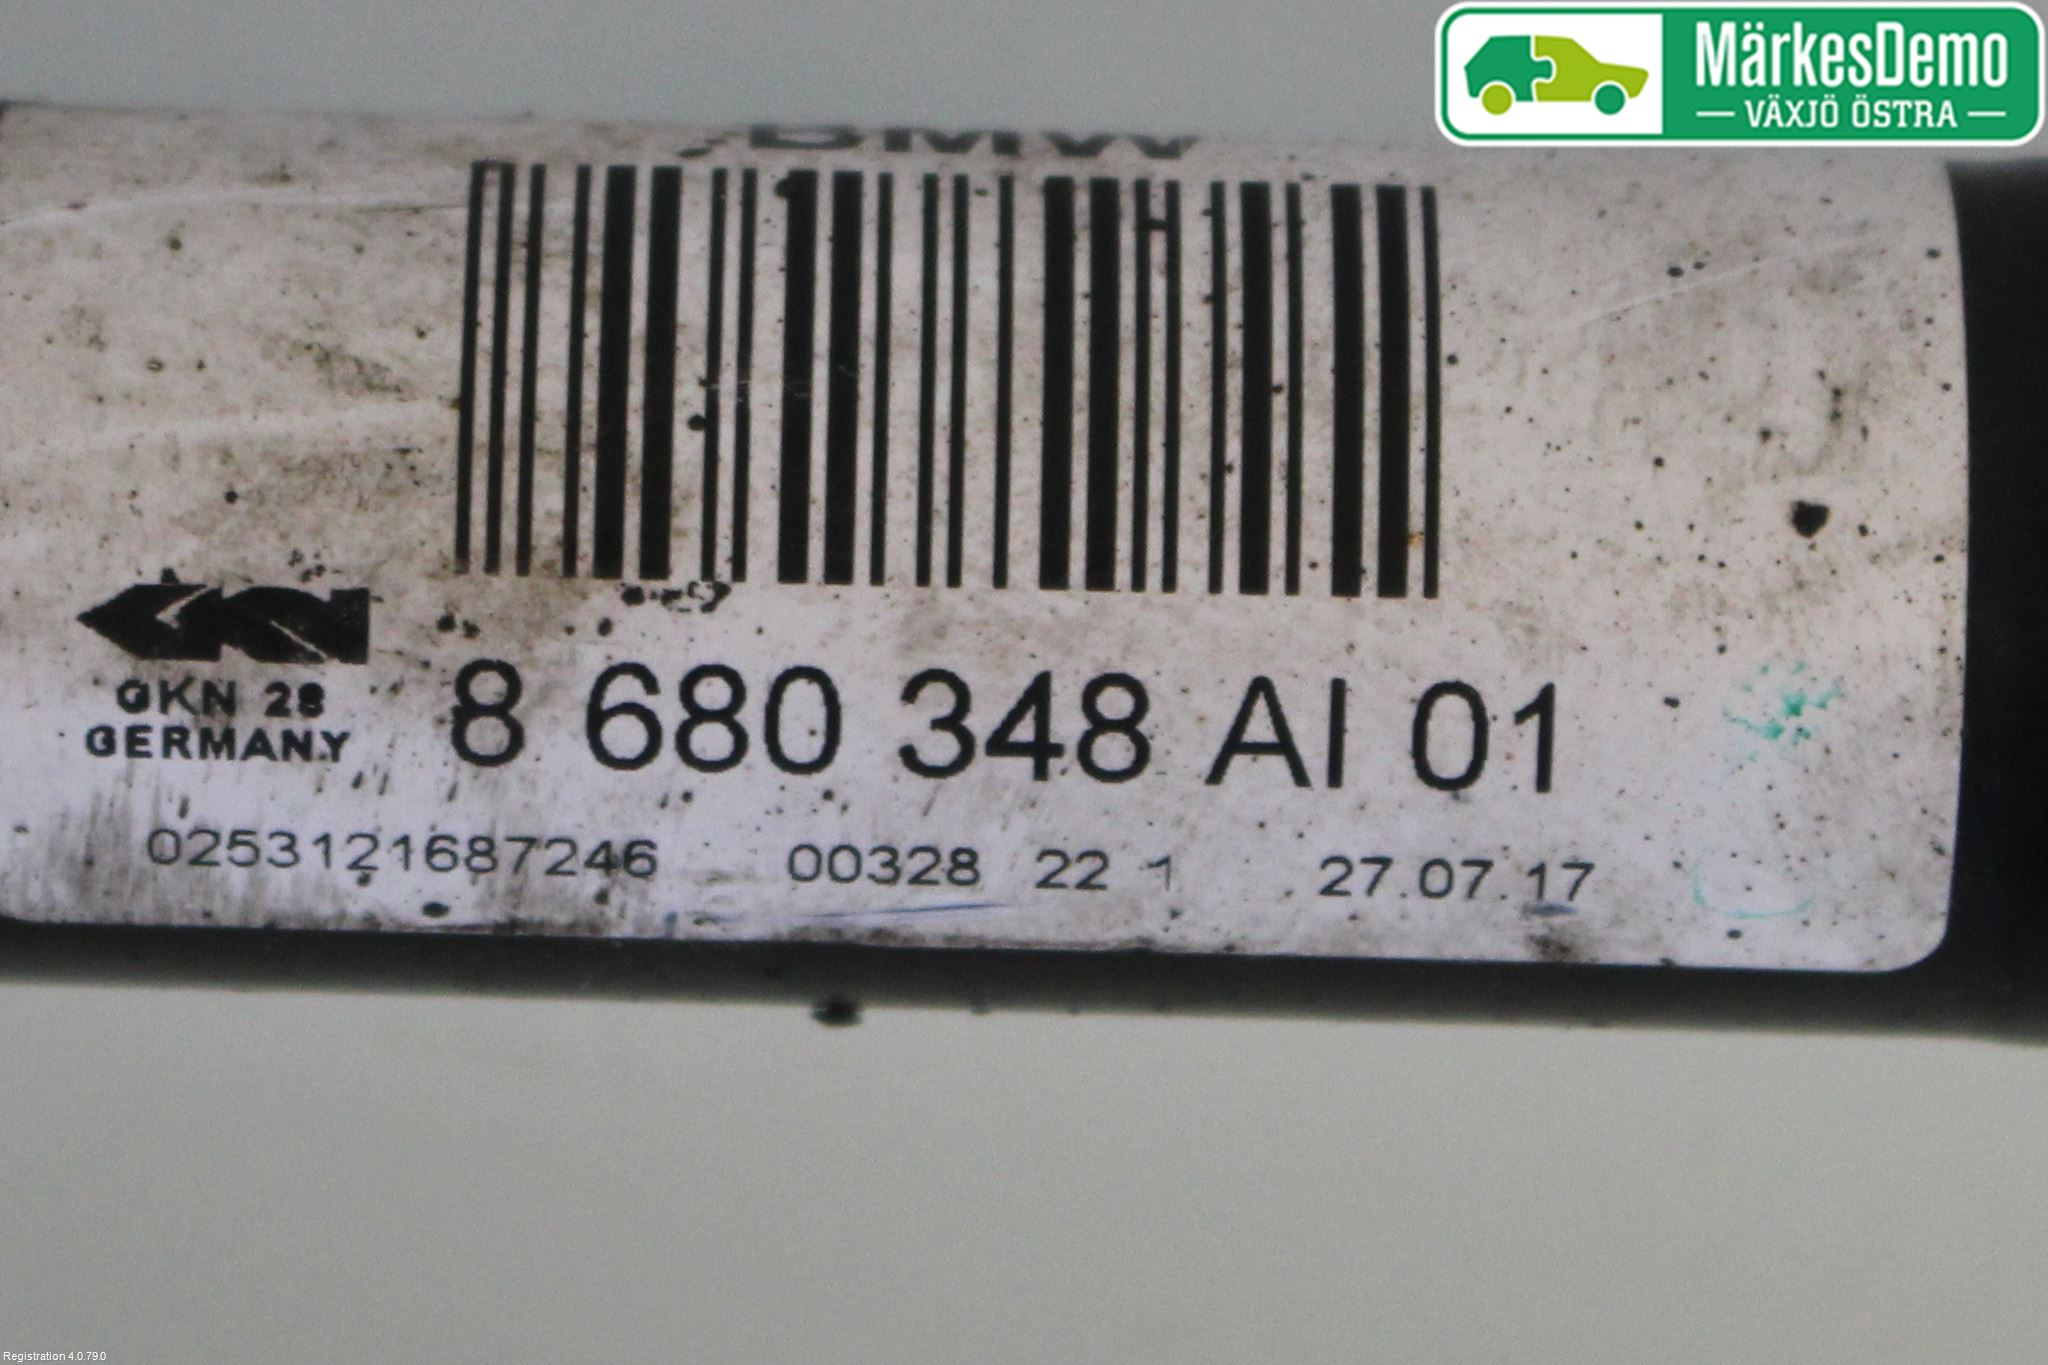 MärkesDemo
VÄXJÖ ÖSTRA
BMW
GKN 28
GERMANY
8 680 348 AI 01
0253121687246 00328 22 1 27.07.17
Registration 4.0.79.0